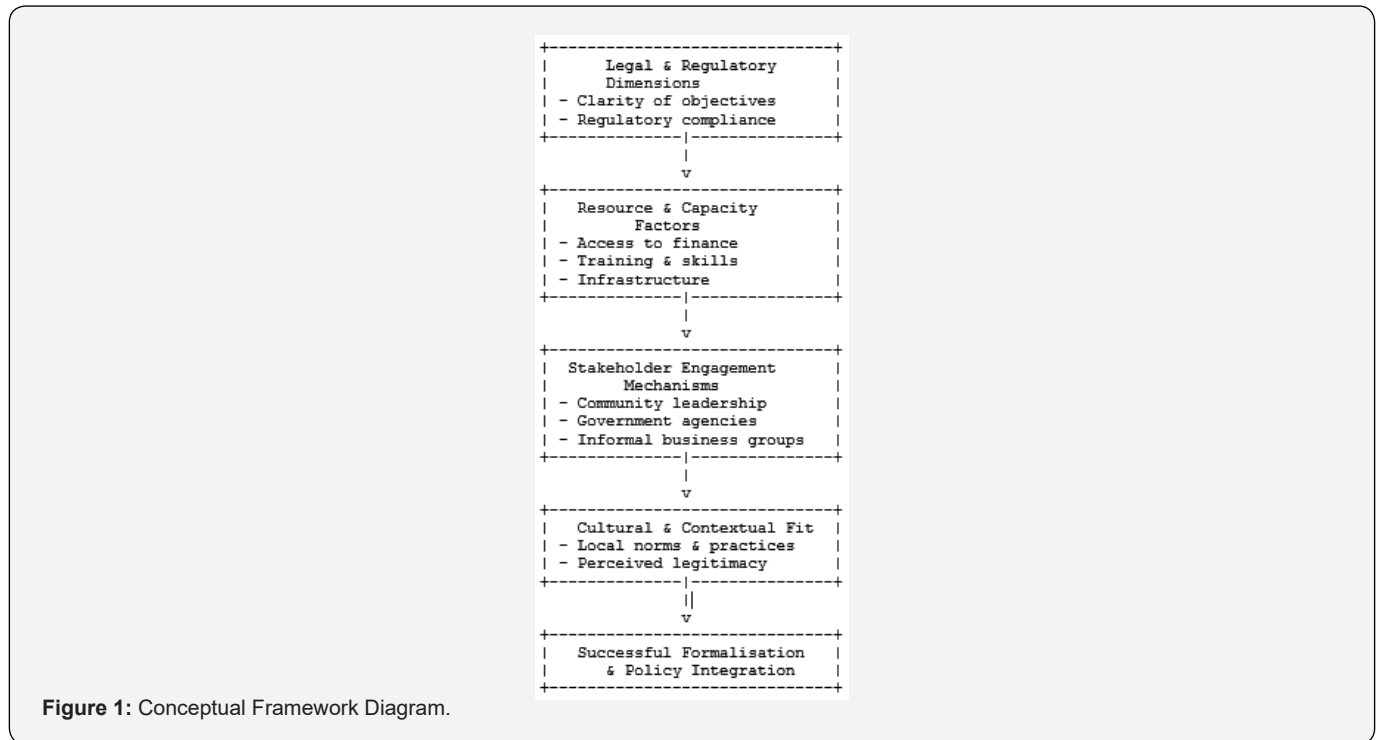 +------------------------------+
| Legal & Regulatory |
| Dimensions |
| - Clarity of objectives |
| - Regulatory compliance |
+--------------|---------------+
|
v
+------------------------------+
| Resource & Capacity |
| Factors |
| - Access to finance |
| - Training & skills |
| - Infrastructure |
+--------------|---------------+
|
v
+------------------------------+
| Stakeholder Engagement |
| Mechanisms |
| - Community leadership |
| - Government agencies |
| - Informal business groups |
+--------------|---------------+
|
v
+------------------------------+
| Cultural & Contextual Fit |
| - Local norms & practices |
| - Perceived legitimacy |
+--------------|---------------+
||
v
+------------------------------+
| Successful Formalisation |
| & Policy Integration |
+------------------------------+
Figure 1: Conceptual Framework Diagram.